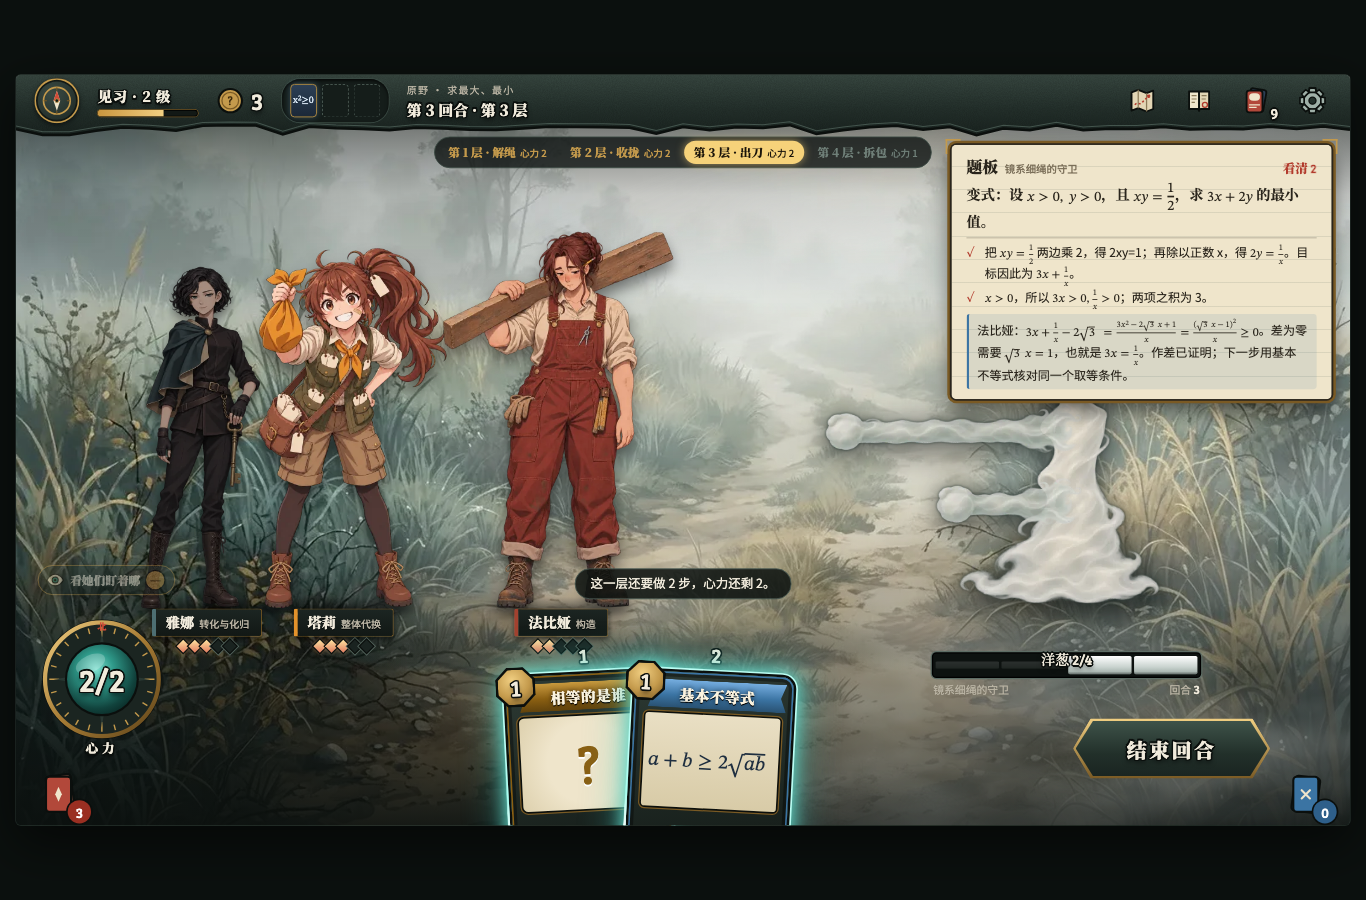 见习·2 级
?
3
x²≥0
原野 · 求最大、最小
第 3 回合·第 3 层
9
第 1 层·解绳 心力 2
第 2 层·收拢 心力 2
第 3 层·出刀 心力 2
第 4 层·拆包 心力 1
题板 镜系细绳的守卫 看清 2
变式：设 x > 0, y > 0，且 xy = 1/2，求 3x + 2y 的最小
值。
√ 把 xy = 1/2 两边乘 2，得 2xy=1；再除以正数 x，得 2y = 1/x。目
标因此为 3x + 1/x。
√ x > 0，所以 3x > 0, 1/x > 0；两项之积为 3。
法比娅：3x + 1/x − 2√3 = (3x² − 2√3 x + 1)/x = (√3 x − 1)²/x ≥ 0。差为零
需要 √3 x = 1，也就是 3x = 1/x。作差已证明；下一步用基本
不等式核对同一个取等条件。
看她们盯着哪
这一层还要做 2 步，心力还剩 2。
雅娜 转化与化归
塔莉 整体代换
法比娅 构造
2/2
心力
3
1
1
相等的是谁
?
2
1
基本不等式
a + b ≥ 2√ab
洋葱 2/4
镜系细绳的守卫
回合 3
结束回合
0